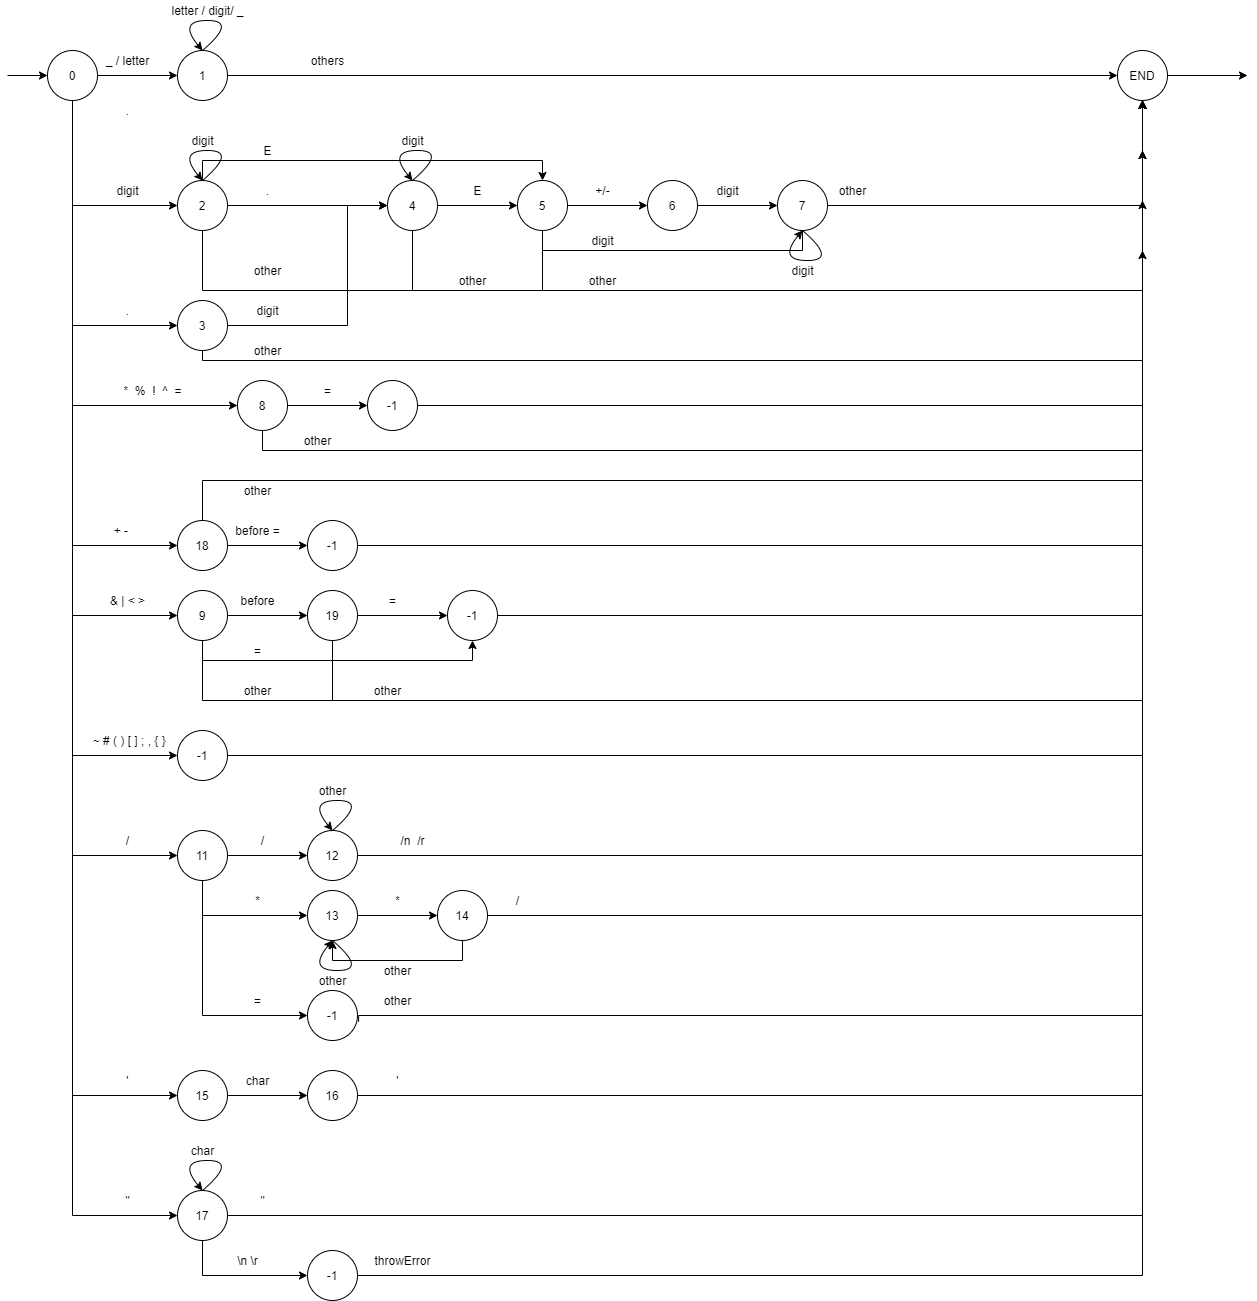 letter / digit/ _
_ / letter
others
0
1
END
.
digit
digit
E
digit
.
E
+/-
digit
other
2
4
5
6
7
digit
other
other
other
digit
.
digit
3
other
* % ! ^ =
=
8
-1
other
other
+ -
before =
18
-1
& | < >
before
=
9
19
-1
=
other
other
~ # ( ) [ ] ; , { }
-1
other
/
/
/n /r
11
12
*
*
/
13
14
other
other
=
other
-1
'
char
'
15
16
char
"
"
17
\n \r
throwError
-1